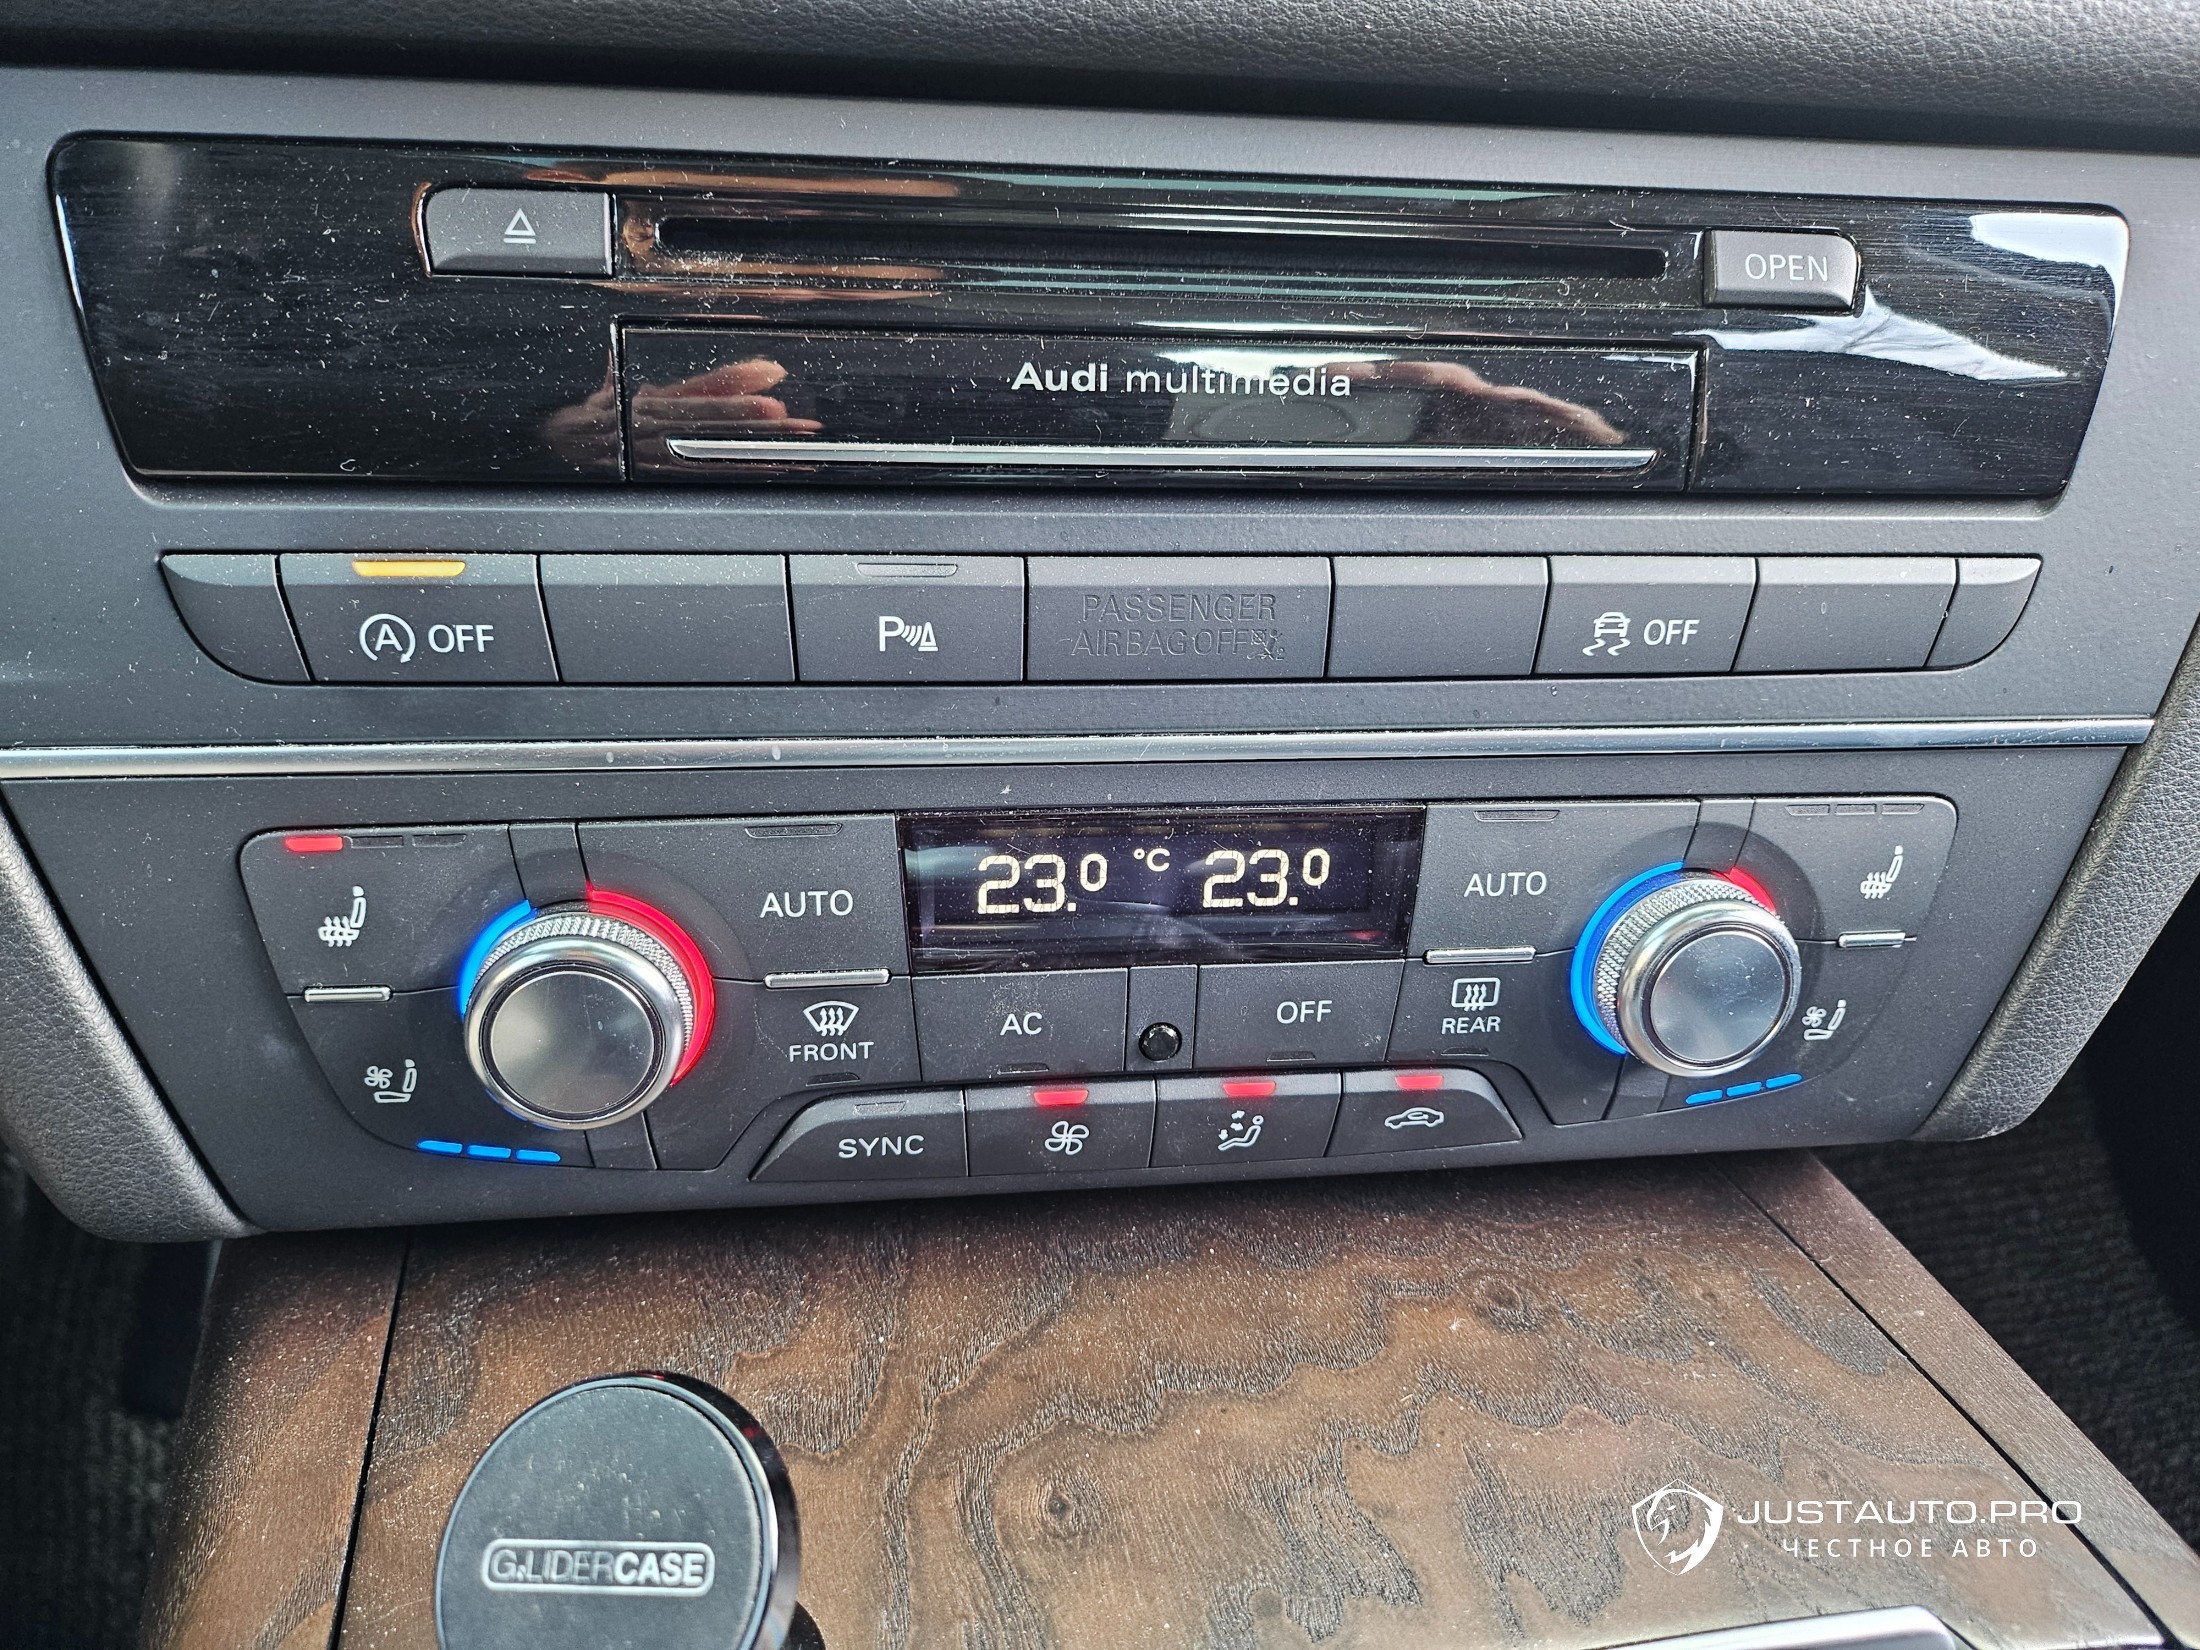 OPEN
Audi multimedia
A OFF
P
PASSENGER
AIRBAG OFF
OFF
AUTO
23.0 °C 23.0
AUTO
FRONT
AC
OFF
REAR
SYNC
G.LIDERCASE
JUSTAUTO.PRO
ЧЕСТНОЕ АВТО